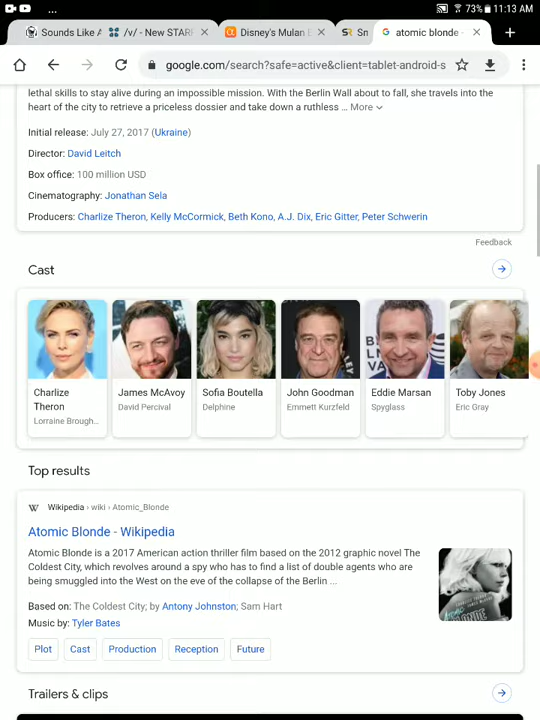 ...
73% 11:13 AM
Sounds Like A
/v/ - New STAR
Disney's Mulan E
Sn
atomic blonde -
google.com/search?safe=active&client=tablet-android-s
lethal skills to stay alive during an impossible mission. With the Berlin Wall about to fall, she travels into the
heart of the city to retrieve a priceless dossier and take down a ruthless ... More
Initial release: July 27, 2017 (Ukraine)
Director: David Leitch
Box office: 100 million USD
Cinematography: Jonathan Sela
Producers: Charlize Theron, Kelly McCormick, Beth Kono, A.J. Dix, Eric Gitter, Peter Schwerin
Feedback
Cast
Charlize
Theron
Lorraine Brough...
James McAvoy
David Percival
Sofia Boutella
Delphine
John Goodman
Emmett Kurzfeld
Eddie Marsan
Spyglass
Toby Jones
Eric Gray
Top results
W Wikipedia › wiki › Atomic_Blonde
Atomic Blonde - Wikipedia
Atomic Blonde is a 2017 American action thriller film based on the 2012 graphic novel The
Coldest City, which revolves around a spy who has to find a list of double agents who are
being smuggled into the West on the eve of the collapse of the Berlin ...
Based on: The Coldest City; by Antony Johnston; Sam Hart
Music by: Tyler Bates
Plot
Cast
Production
Reception
Future
Trailers & clips